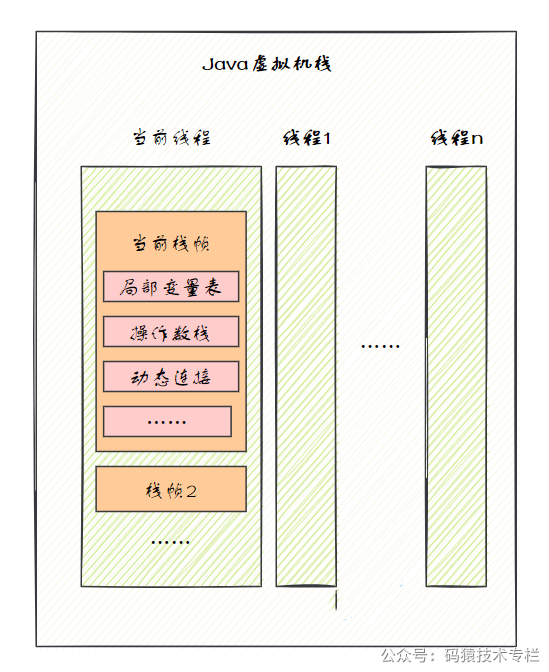 Java虚拟机栈
当前线程
线程1
线程n
当前栈帧
局部变量表
操作数栈
动态连接
……
栈帧2
……
……
公众号：码猿技术专栏